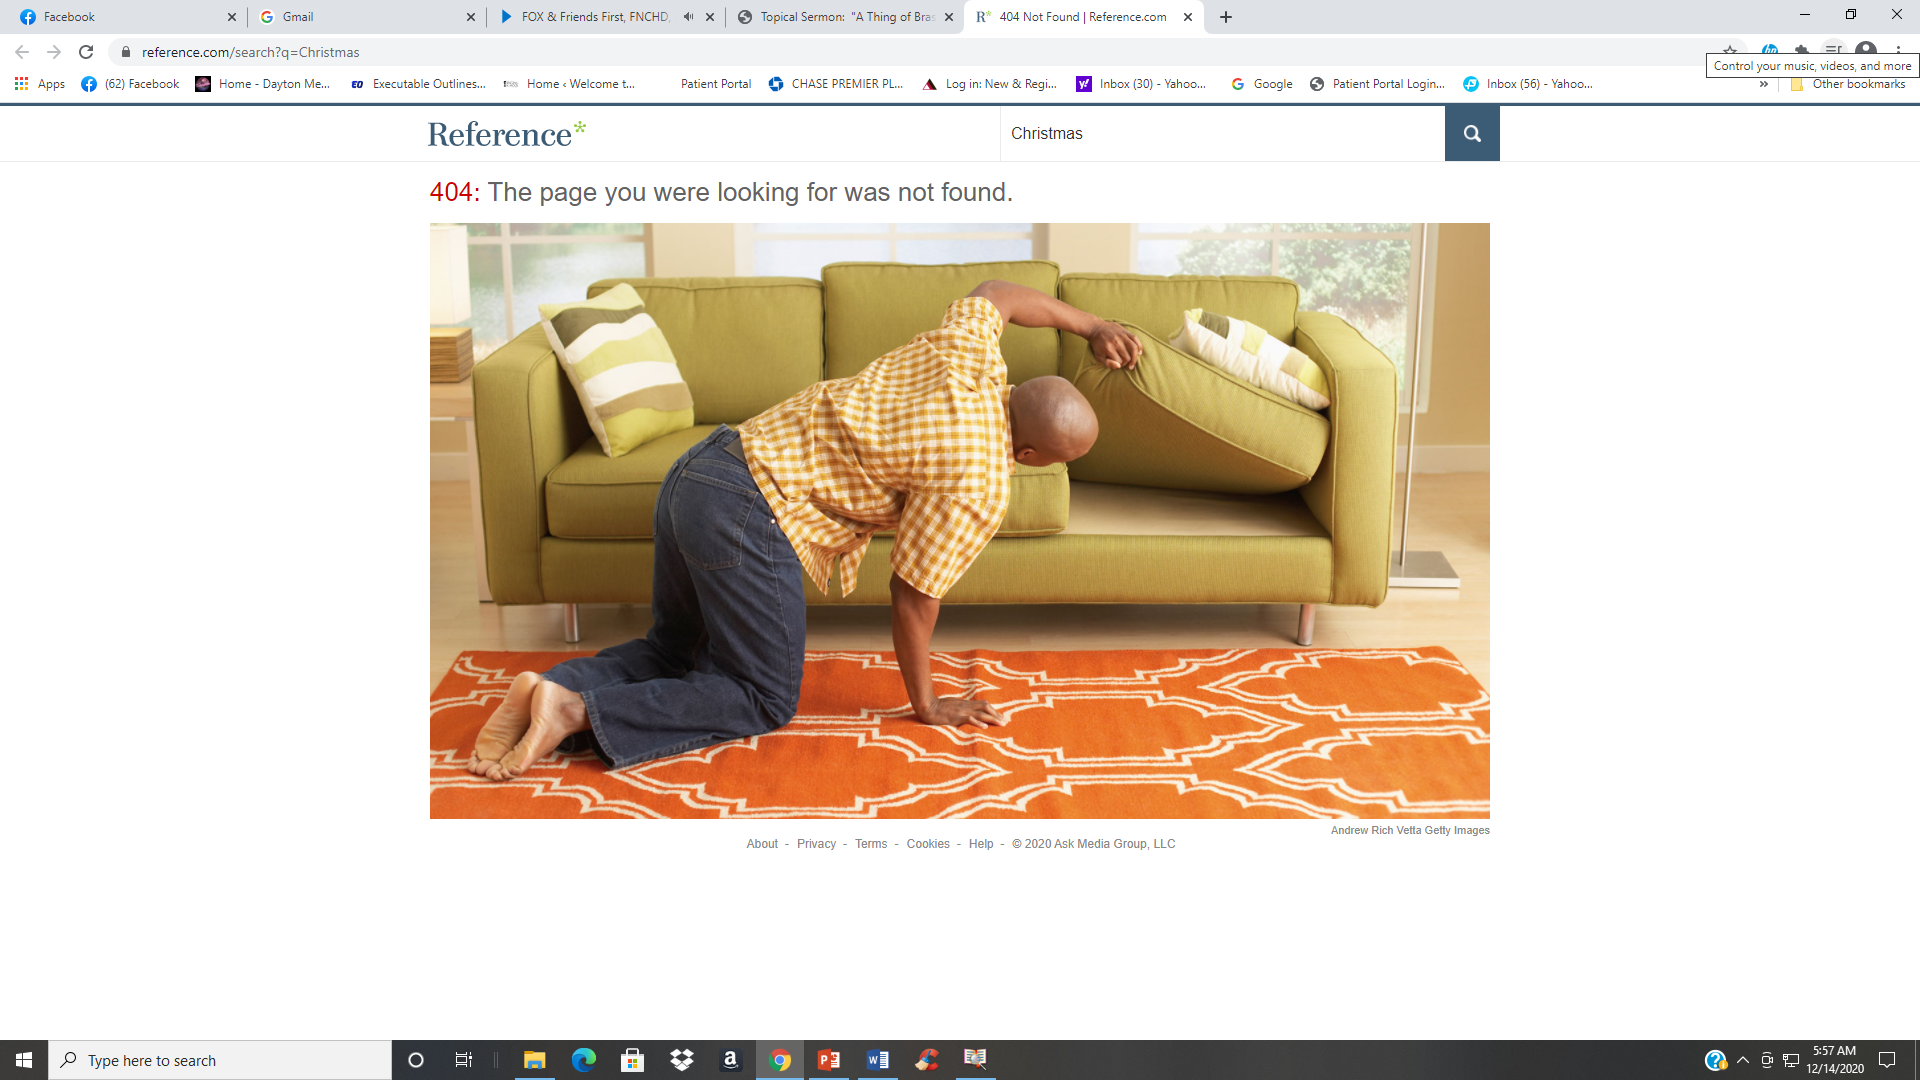 Facebook
Gmail
FOX & Friends First, FNCHD,
Topical Sermon: "A Thing of Bras
R* 404 Not Found | Reference.com
reference.com/search?q=Christmas
Control your music, videos, and more
Apps
(62) Facebook
Home - Dayton Me...
EO Executable Outlines...
Home ‹ Welcome t...
Patient Portal
CHASE PREMIER PL...
Log in: New & Regi...
Inbox (30) - Yahoo...
Google
Patient Portal Login...
Inbox (56) - Yahoo...
»
Other bookmarks
Reference*
Christmas
404: The page you were looking for was not found.
Andrew Rich Vetta Getty Images
About - Privacy - Terms - Cookies - Help - © 2020 Ask Media Group, LLC
Type here to search
5:57 AM
12/14/2020